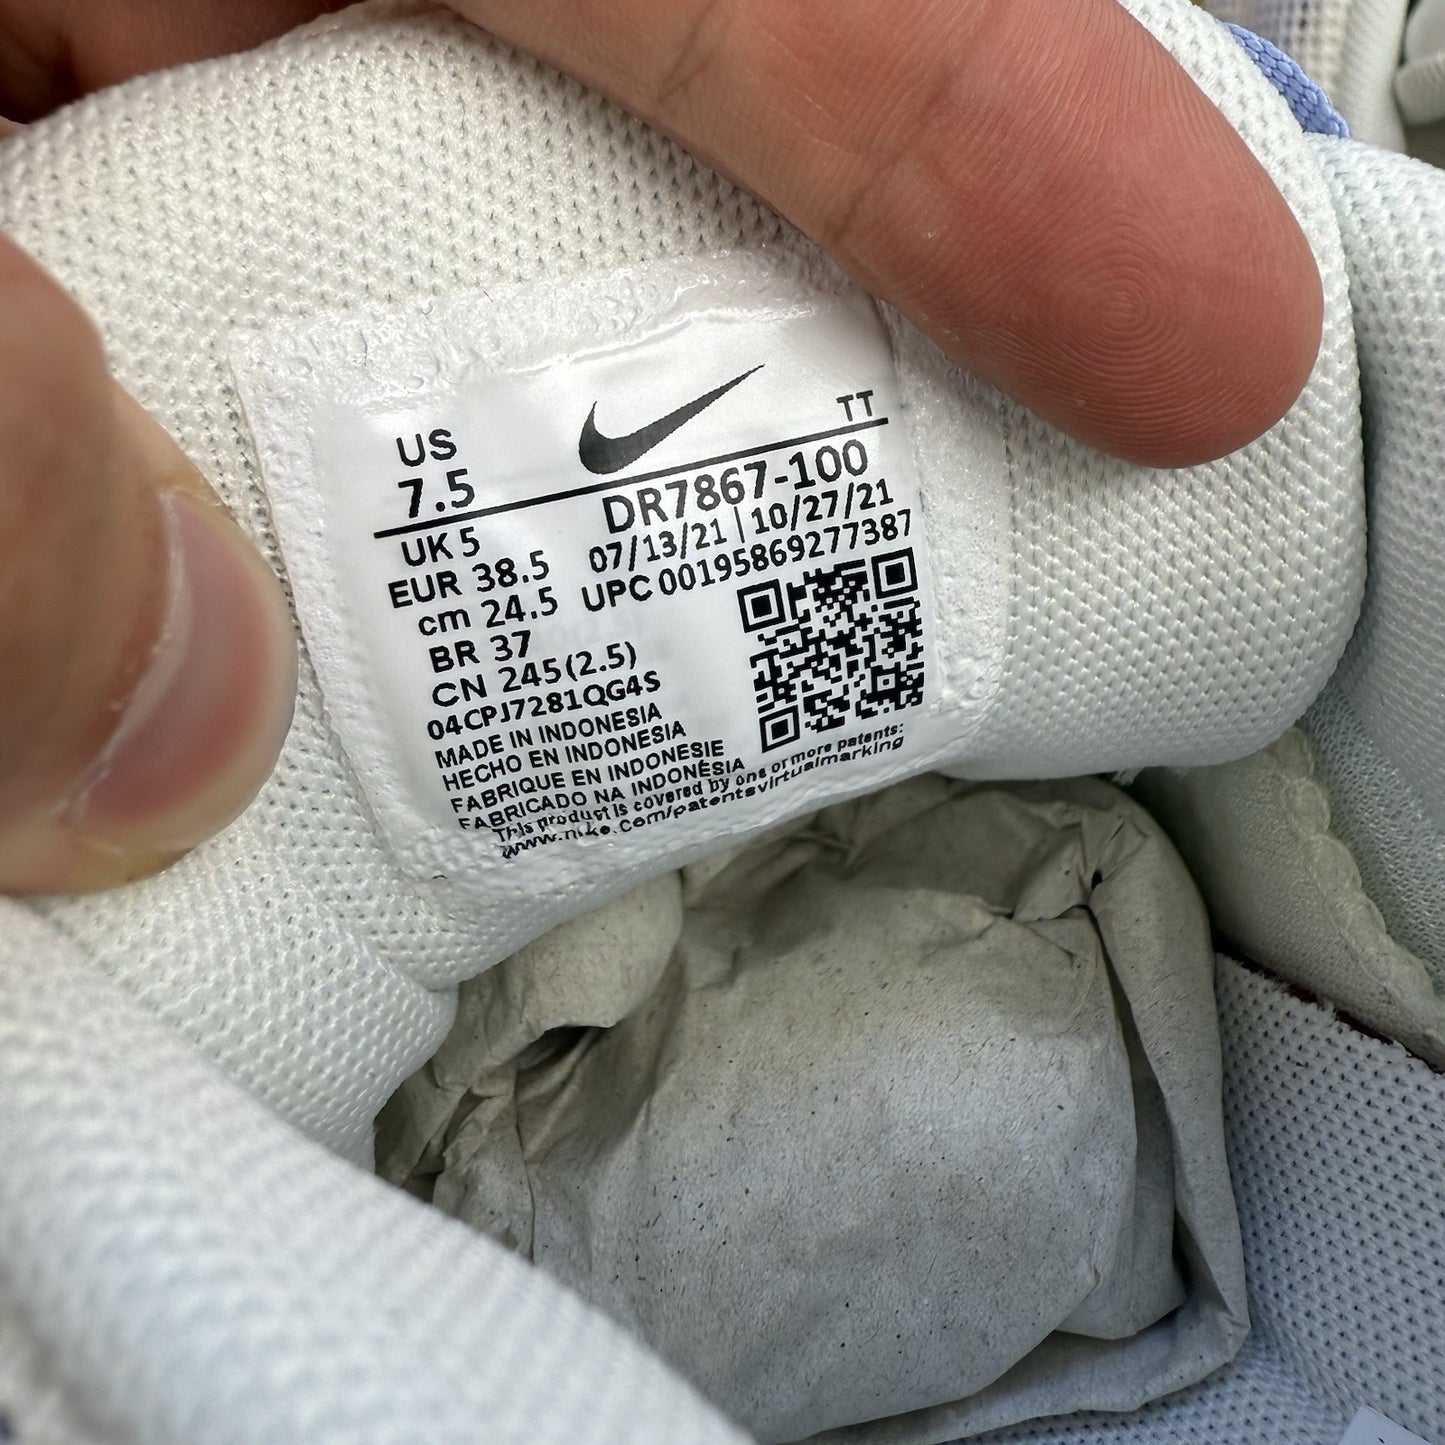 US
7.5
TT
DR7867-100
07/13/21 | 10/27/21
UPC 00195869277387
UK 5
EUR 38.5
cm 24.5
BR 37
CN 245(2.5)
04CPJ7281QG4S
MADE IN INDONESIA
HECHO EN INDONESIA
FABRIQUE EN INDONESIE
FABRICADO NA INDONÉSIA
This product is covered by one or more patents:
www.nike.com/patentsvirtualmarking